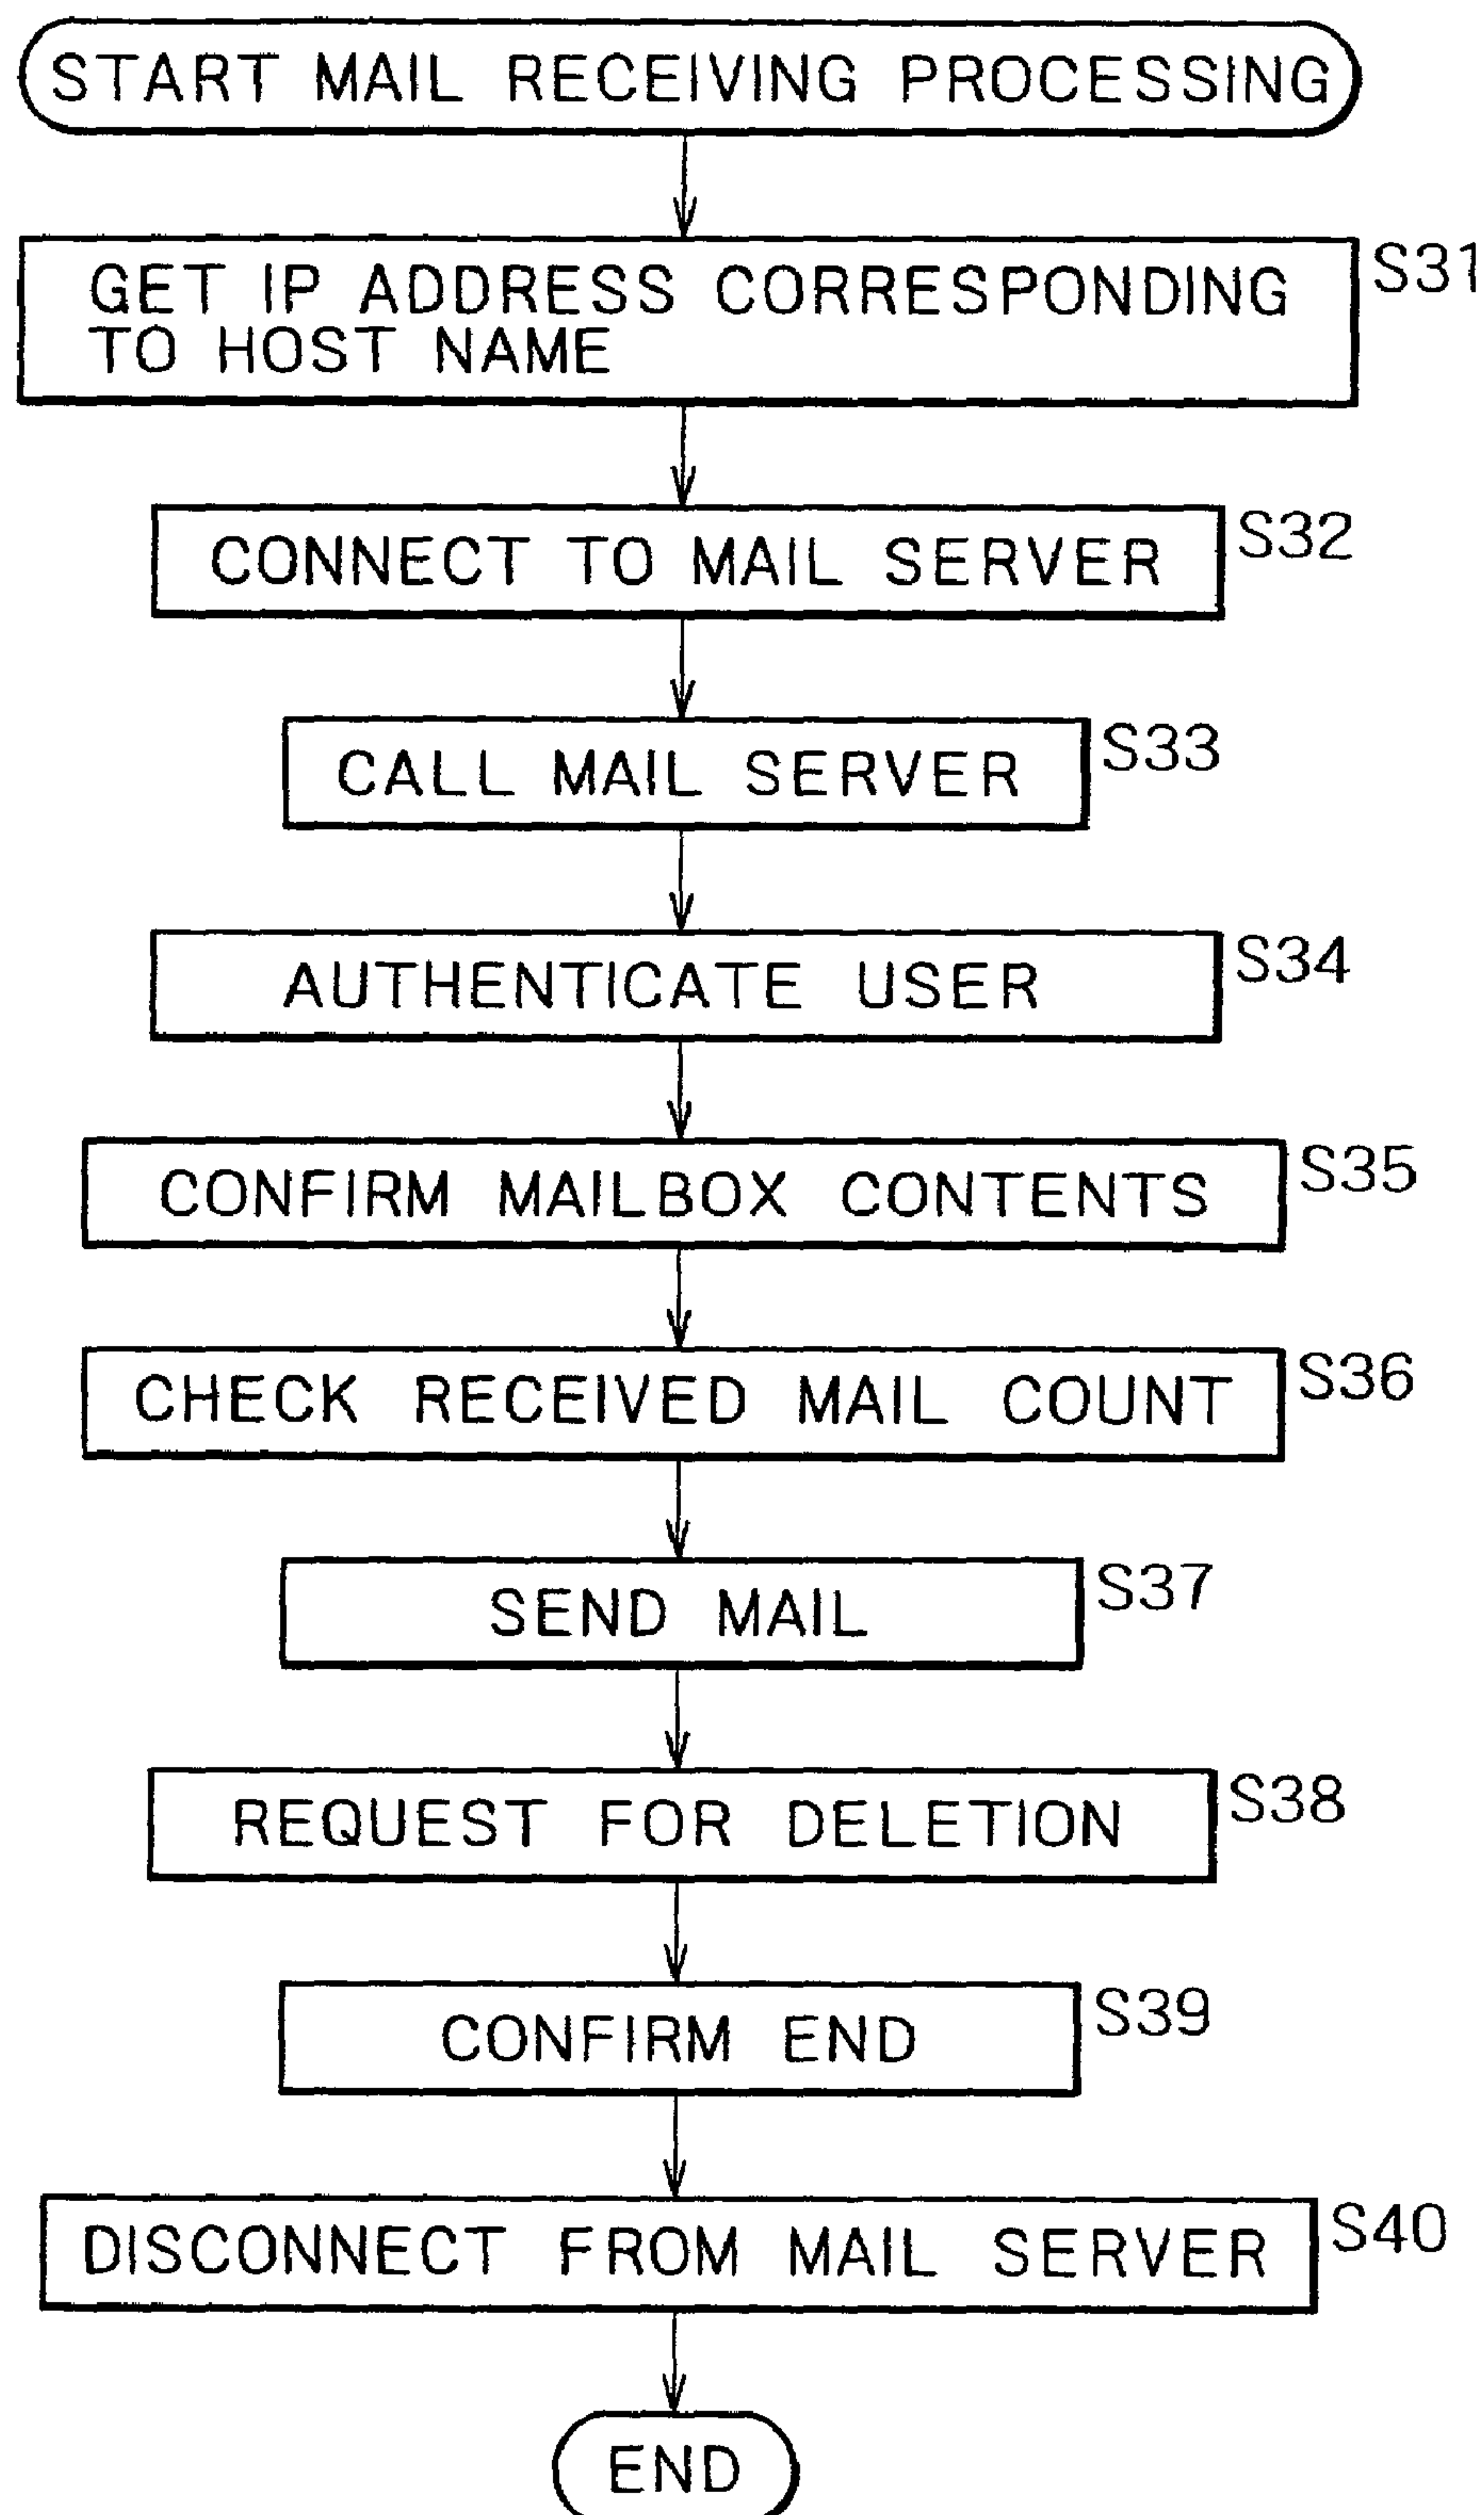 START MAIL RECEIVING PROCESSING
GET IP ADDRESS CORRESPONDING
TO HOST NAME
S31
CONNECT TO MAIL SERVER
S32
CALL MAIL SERVER
S33
AUTHENTICATE USER
S34
CONFIRM MAILBOX CONTENTS
S35
CHECK RECEIVED MAIL COUNT
S36
SEND MAIL
S37
REQUEST FOR DELETION
S38
CONFIRM END
S39
DISCONNECT FROM MAIL SERVER
S40
END